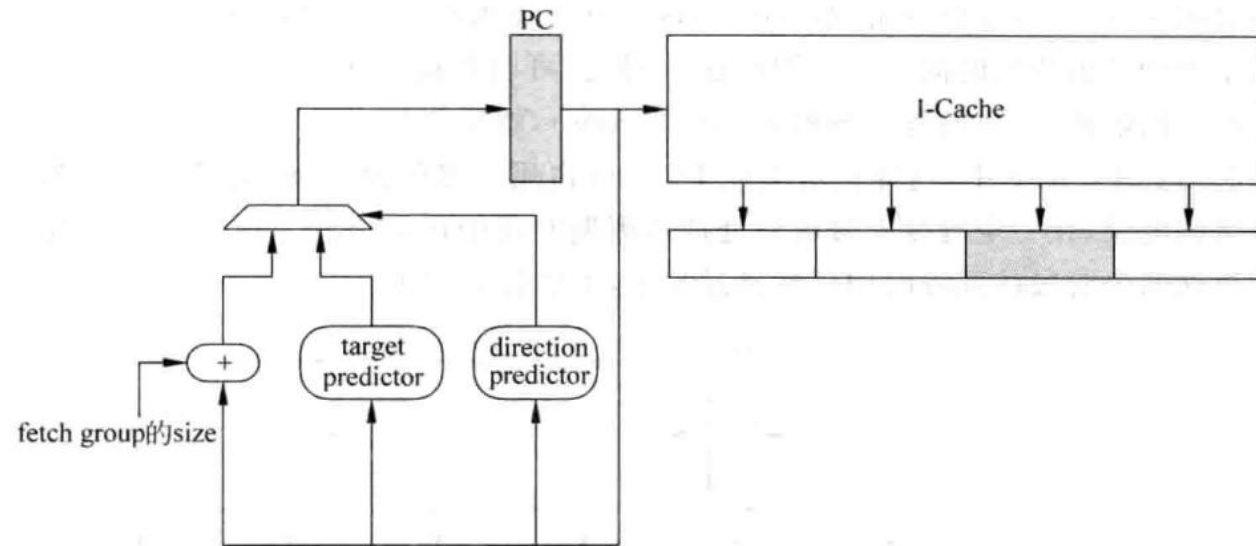 PC
I-Cache
target
predictor
direction
predictor
+
fetch group的size